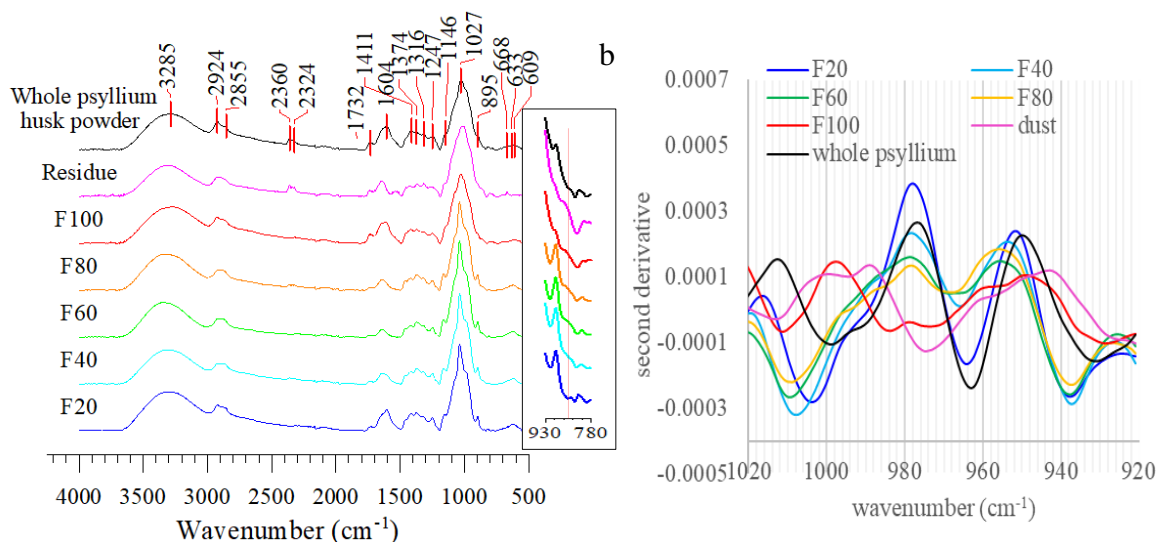 3285
2924
2855
2360
2324
1732
1411
1604
1374
1316
1247
1146
1027
895
668
633
609
Whole psyllium
husk powder
Residue
F100
F80
F60
F40
F20
930 780
4000 3500 3000 2500 2000 1500 1000 500
Wavenumber (cm⁻¹)
b
F20 F40
F60 F80
F100 dust
whole psyllium
0.0007
0.0005
0.0003
0.0001
-0.0001
-0.0003
-0.0005
second derivative
1020 1000 980 960 940 920
wavenumber (cm⁻¹)